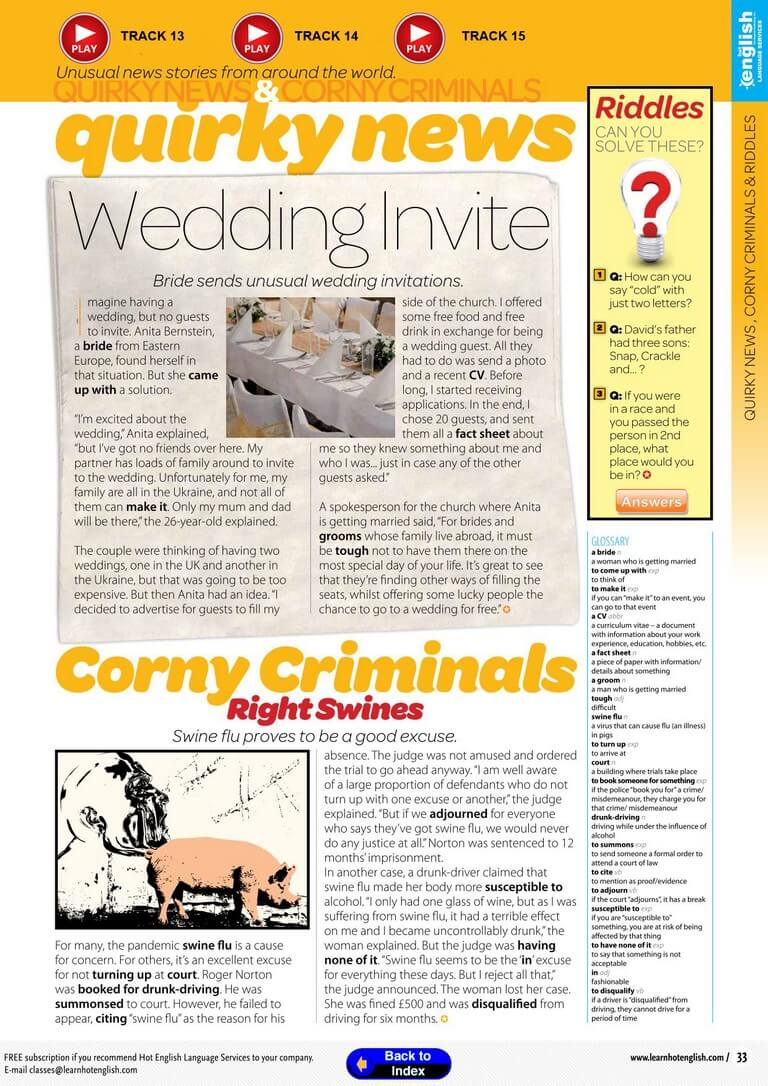 PLAY
TRACK 13
PLAY
TRACK 14
PLAY
TRACK 15
english
LANGUAGE SERVICES
Unusual news stories from around the world.
QUIRKY NEWS & CORNY CRIMINALS
quirky news
Wedding Invite
Bride sends unusual wedding invitations.
Imagine having a
wedding, but no guests
to invite. Anita Bernstein,
a bride from Eastern
Europe, found herself in
that situation. But she came
up with a solution.
"I'm excited about the
wedding," Anita explained,
"but I've got no friends over here. My
partner has loads of family around to invite
to the wedding. Unfortunately for me, my
family are all in the Ukraine, and not all of
them can make it. Only my mum and dad
will be there," the 26-year-old explained.
The couple were thinking of having two
weddings, one in the UK and another in
the Ukraine, but that was going to be too
expensive. But then Anita had an idea. "I
decided to advertise for guests to fill my
side of the church. I offered
some free food and free
drink in exchange for being
a wedding guest. All they
had to do was send a photo
and a recent CV. Before
long, I started receiving
applications. In the end, I
chose 20 guests, and sent
them all a fact sheet about
me so they knew something about me and
who I was... just in case any of the other
guests asked."
A spokesperson for the church where Anita
is getting married said, "For brides and
grooms whose family live abroad, it must
be tough not to have them there on the
most special day of your life. It's great to see
that they're finding other ways of filling the
seats, whilst offering some lucky people the
chance to go to a wedding for free."
Corny Criminals
Right Swines
Swine flu proves to be a good excuse.
For many, the pandemic swine flu is a cause
for concern. For others, it's an excellent excuse
for not turning up at court. Roger Norton
was booked for drunk-driving. He was
summonsed to court. However, he failed to
appear, citing "swine flu" as the reason for his
absence. The judge was not amused and ordered
the trial to go ahead anyway. "I am well aware
of a large proportion of defendants who do not
turn up with one excuse or another," the judge
explained. "But if we adjourned for everyone
who says they've got swine flu, we would never
do any justice at all." Norton was sentenced to 12
months' imprisonment.
In another case, a drunk-driver claimed that
swine flu made her body more susceptible to
alcohol. "I only had one glass of wine, but as I was
suffering from swine flu, it had a terrible effect
on me and I became uncontrollably drunk," the
woman explained. But the judge was having
none of it. "Swine flu seems to be the 'in' excuse
for everything these days. But I reject all that,"
the judge announced. The woman lost her case.
She was fined £500 and was disqualified from
driving for six months.
Riddles
CAN YOU
SOLVE THESE?
?
1 Q: How can you
say "cold" with
just two letters?
2 Q: David's father
had three sons:
Snap, Crackle
and... ?
3 Q: If you were
in a race and
you passed the
person in 2nd
place, what
place would you
be in?
Answers
GLOSSARY
a bride n
a woman who is getting married
to come up with exp
to think of
to make it exp
if you can "make it" to an event, you
can go to that event
a CV abbr
a curriculum vitae – a document
with information about your work
experience, education, hobbies, etc.
a fact sheet n
a piece of paper with information/
details about something
a groom n
a man who is getting married
tough adj
difficult
swine flu n
a virus that can cause flu (an illness)
in pigs
to turn up exp
to arrive at
court n
a building where trials take place
to book someone for something exp
if the police "book you for" a crime/
misdemeanour, they charge you for
that crime/ misdemeanour
drunk-driving n
driving while under the influence of
alcohol
to summons exp
to send someone a formal order to
attend a court of law
to cite vb
to mention as proof/evidence
to adjourn vb
if the court "adjourns", it has a break
susceptible to exp
if you are "susceptible to"
something, you are at risk of being
affected by that thing
to have none of it exp
to say that something is not
acceptable
in adj
fashionable
to disqualify vb
if a driver is "disqualified" from
driving, they cannot drive for a
period of time
QUIRKY NEWS , CORNY CRIMINALS & RIDDLES
FREE subscription if you recommend Hot English Language Services to your company.
E-mail classes@learnhotenglish.com
Back to
Index
www.learnhotenglish.com / 33